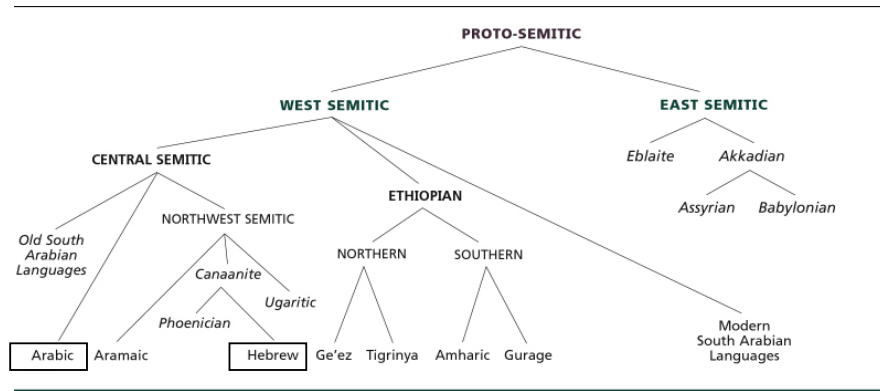 PROTO-SEMITIC
WEST SEMITIC
EAST SEMITIC
CENTRAL SEMITIC
Eblaite
Akkadian
ETHIOPIAN
Assyrian
Babylonian
NORTHWEST SEMITIC
Old South
Arabian
Languages
NORTHERN
SOUTHERN
Canaanite
Ugaritic
Phoenician
Modern
South Arabian
Languages
Arabic
Aramaic
Hebrew
Ge'ez
Tigrinya
Amharic
Gurage